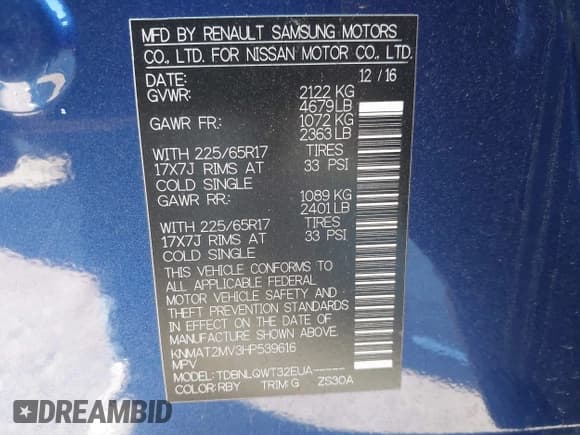 MFD BY RENAULT SAMSUNG MOTORS
CO., LTD. FOR NISSAN MOTOR CO., LTD.
DATE: 12 / 16
GVWR: 2122 KG
4679 LB
GAWR FR: 1072 KG
2363 LB
WITH 225/65R17 TIRES
17X7J RIMS AT 33 PSI
COLD SINGLE
GAWR RR: 1089 KG
2401 LB
WITH 225/65R17 TIRES
17X7J RIMS AT 33 PSI
COLD SINGLE
THIS VEHICLE CONFORMS TO
ALL APPLICABLE FEDERAL
MOTOR VEHICLE SAFETY AND
THEFT PREVENTION STANDARDS
IN EFFECT ON THE DATE OF
MANUFACTURE SHOWN ABOVE.
KNMAT2MV3HP539616
MPV
MODEL: TDBNLQWT32EUA-----
COLOR: RBY TRIM: G ZS30A
DREAMBID